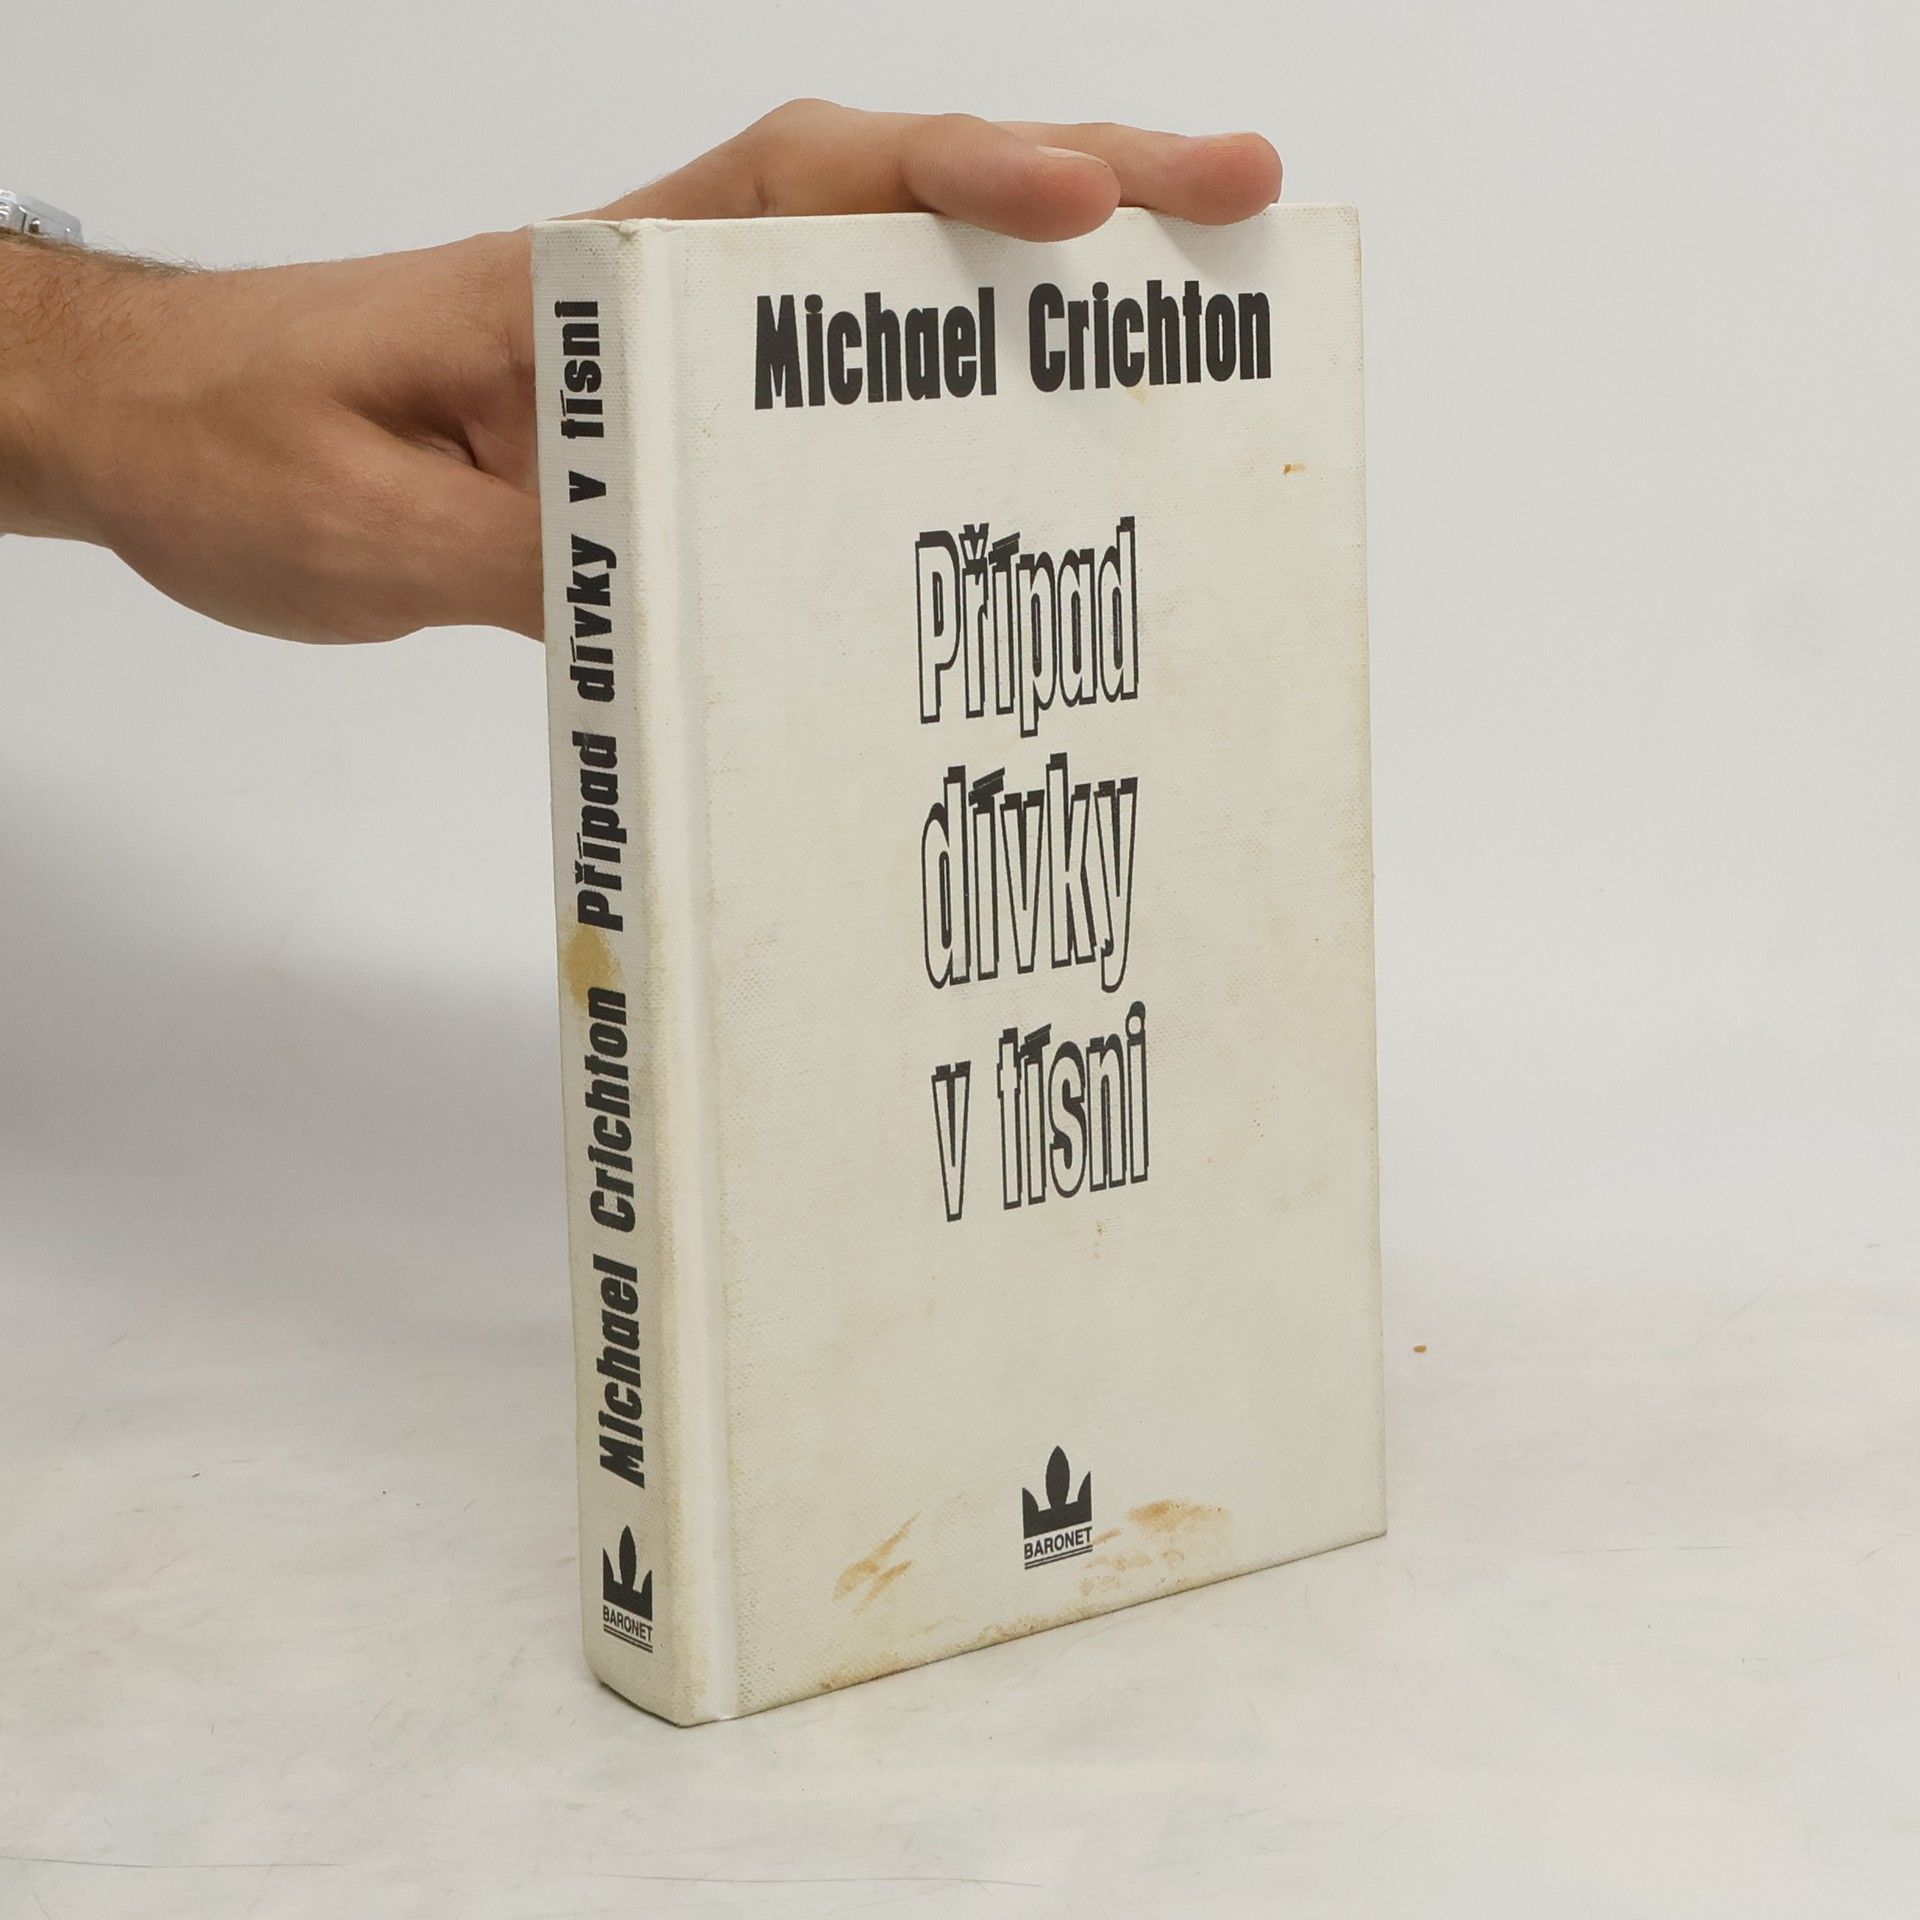 Michael Crichton Případ dívky v tísni
BARONET
Michael Crichton
Případ
dívky
v tísni
BARONET